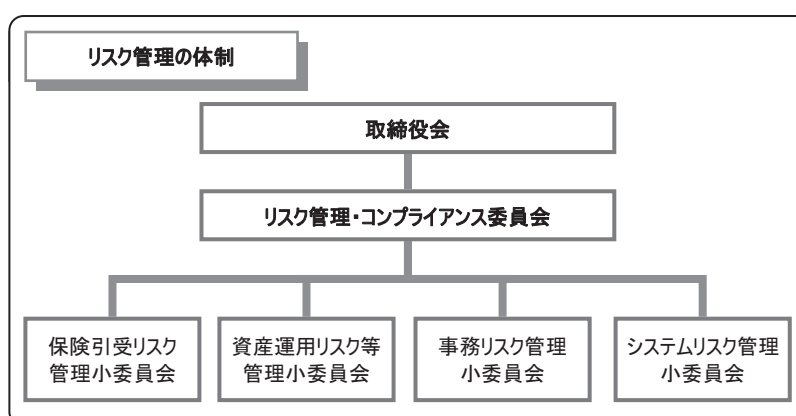 リスク管理の体制
取締役会
リスク管理・コンプライアンス委員会
保険引受リスク
管理小委員会
資産運用リスク等
管理小委員会
事務リスク管理
小委員会
システムリスク管理
小委員会